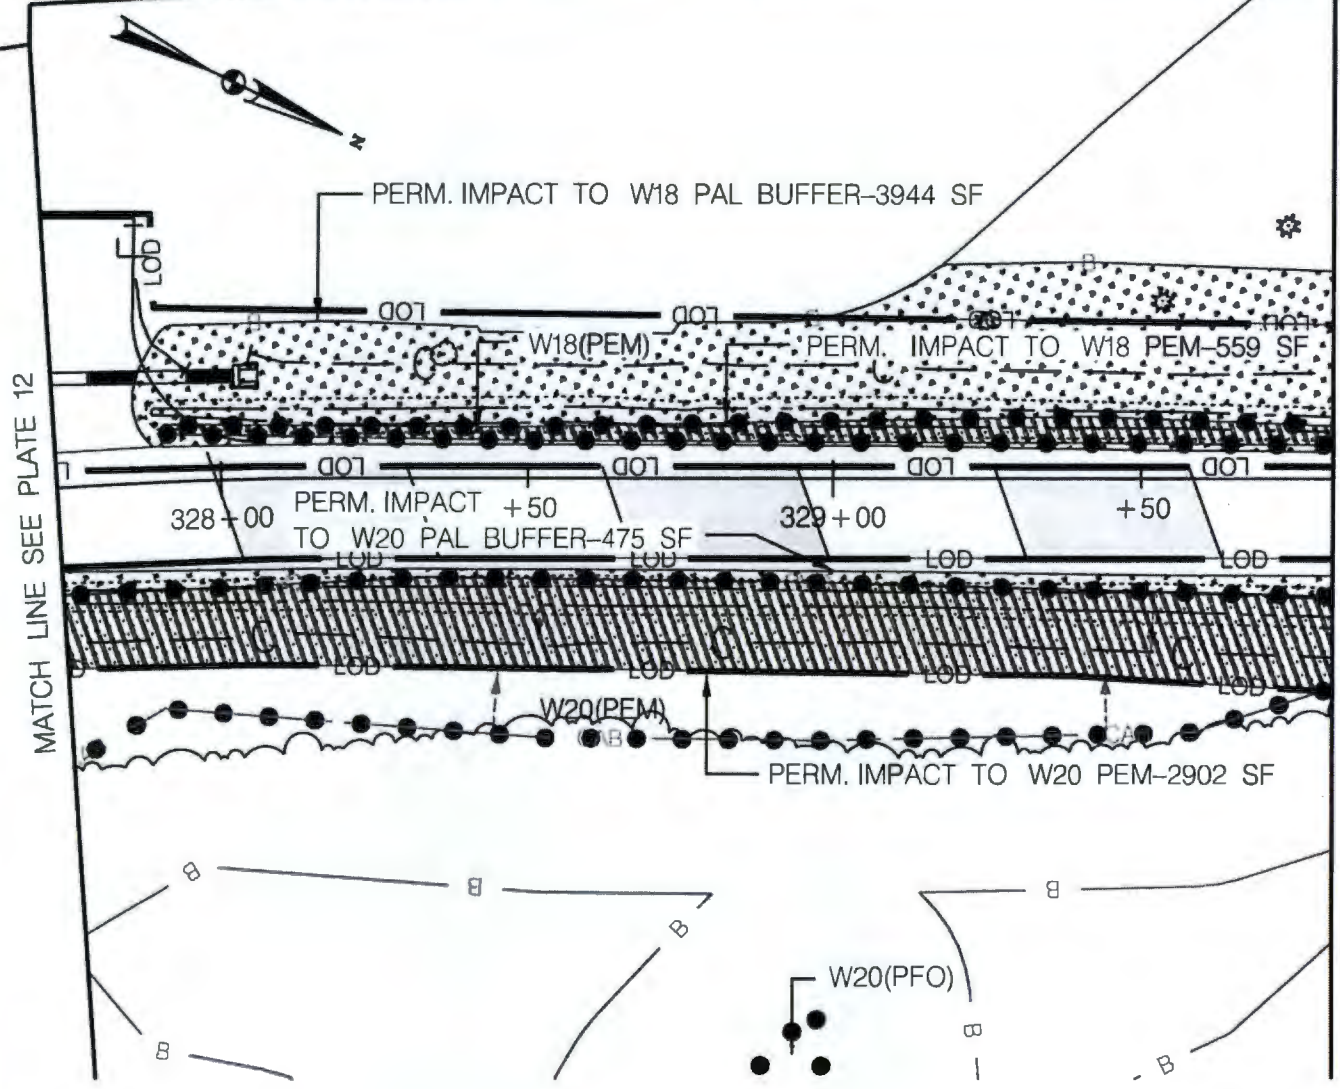 N
PERM. IMPACT TO W18 PAL BUFFER-3944 SF
LOD
B
LOD
LOD
B
B
W18(PEM)
PERM. IMPACT TO W18 PEM-559 SF
LOD
LOD
LOD
LOD
LOD
328+00
PERM. IMPACT
TO W20 PAL BUFFER-475 SF
+50
329+00
+50
LOD
LOD
LOD
LOD
MATCH LINE SEE PLATE 12
LOD
LOD
LOD
LOD
W20(PEM)
PERM. IMPACT TO W20 PEM-2902 SF
B
B
B
B
W20(PFO)
B
B
B